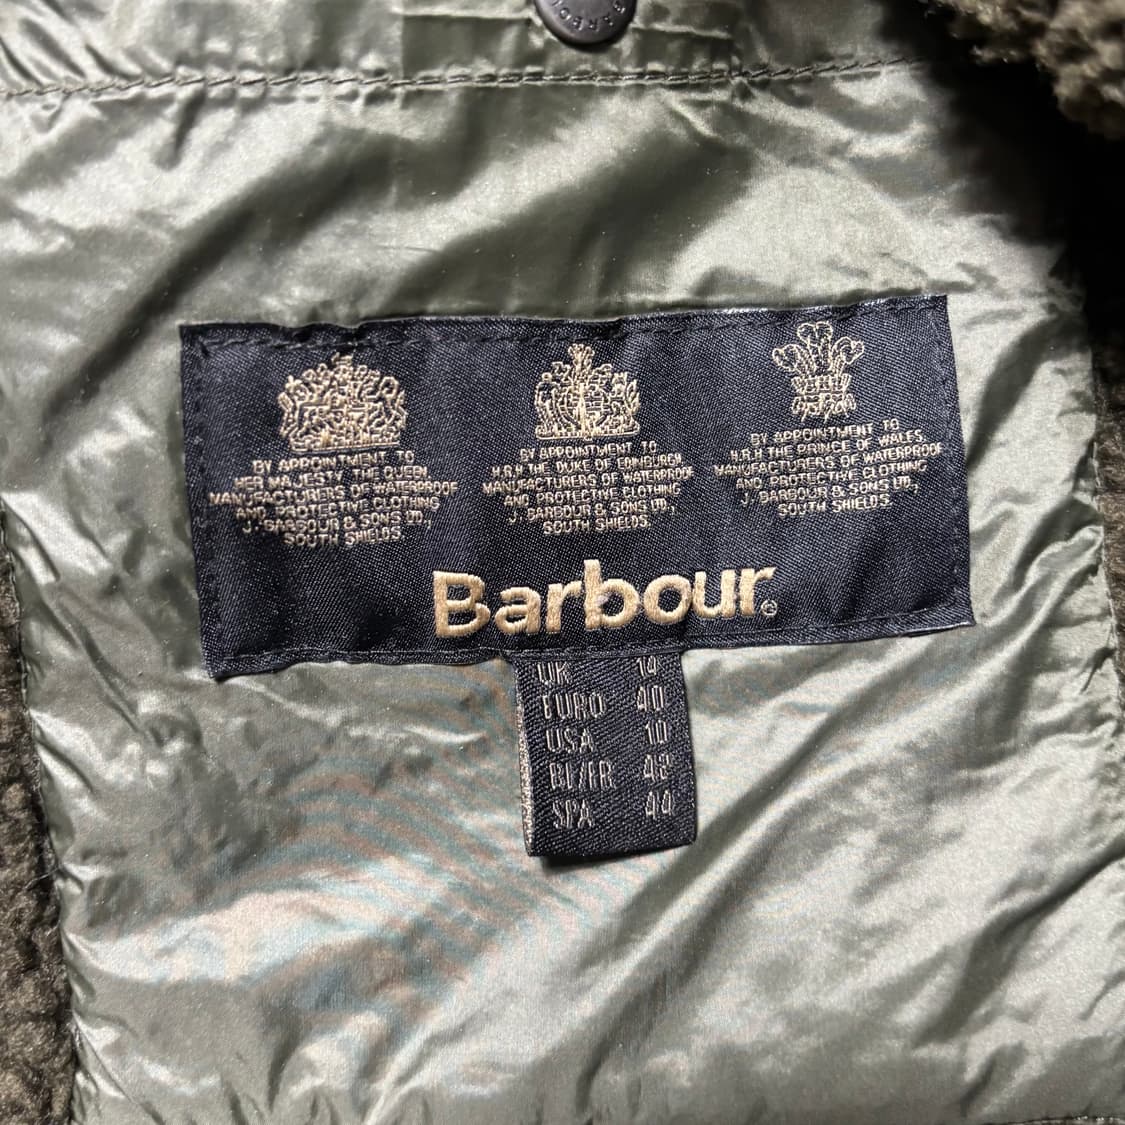 BARBOU
BY APPOINTMENT TO
HER MAJESTY THE QUEEN
MANUFACTURERS OF WATERPROOF
AND PROTECTIVE CLOTHING
J. BARBOUR & SONS LTD.,
SOUTH SHIELDS.
BY APPOINTMENT TO
H.R.H. THE DUKE OF EDINBURGH
MANUFACTURERS OF WATERPROOF
AND PROTECTIVE CLOTHING
J. BARBOUR & SONS LTD.,
SOUTH SHIELDS.
BY APPOINTMENT TO
H.R.H. THE PRINCE OF WALES
MANUFACTURERS OF WATERPROOF
AND PROTECTIVE CLOTHING
J. BARBOUR & SONS LTD.,
SOUTH SHIELDS.
Barbour®
UK 14
EURO 40
USA 10
BI/FR 42
SPA 44